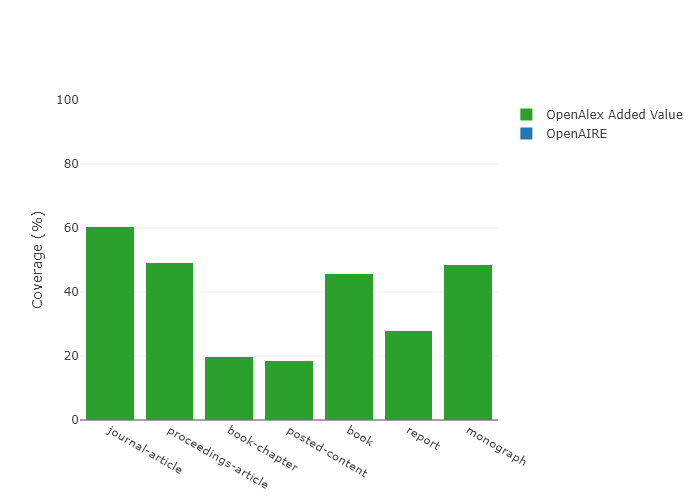 100
80
60
40
20
0
Coverage (%)
journal-article
proceedings-article
book-chapter
posted-content
book
report
monograph
OpenAlex Added Value
OpenAIRE